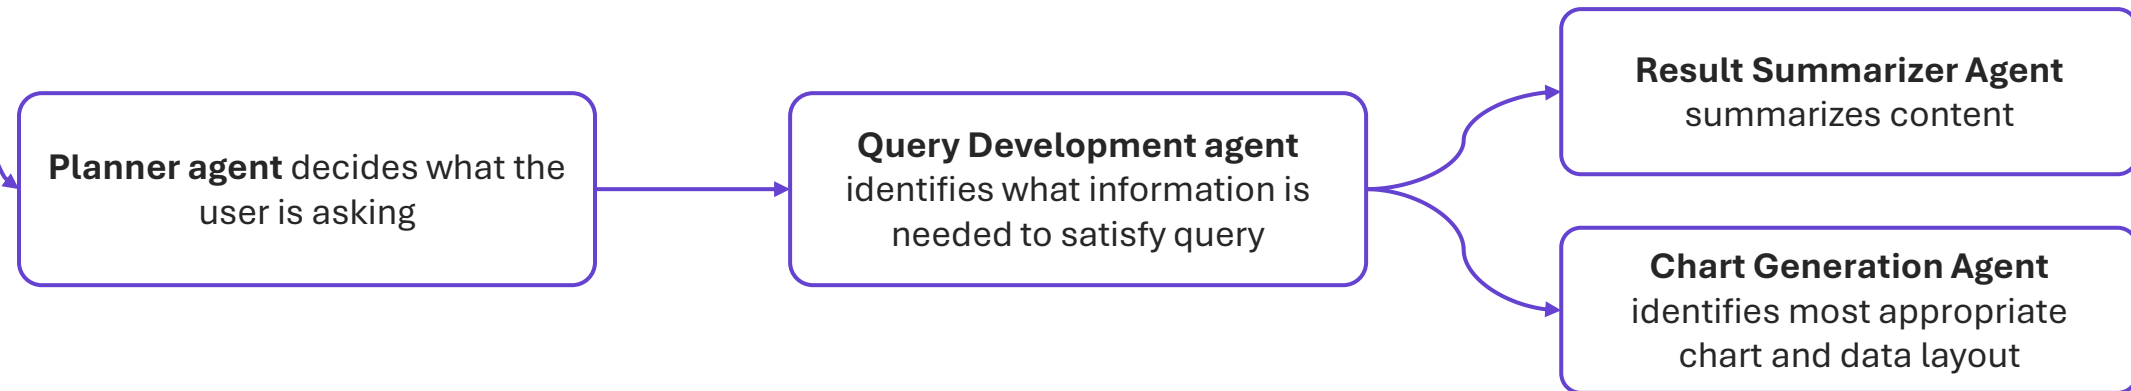 Planner agent decides what the
user is asking
Query Development agent
identifies what information is
needed to satisfy query
Result Summarizer Agent
summarizes content
Chart Generation Agent
identifies most appropriate
chart and data layout